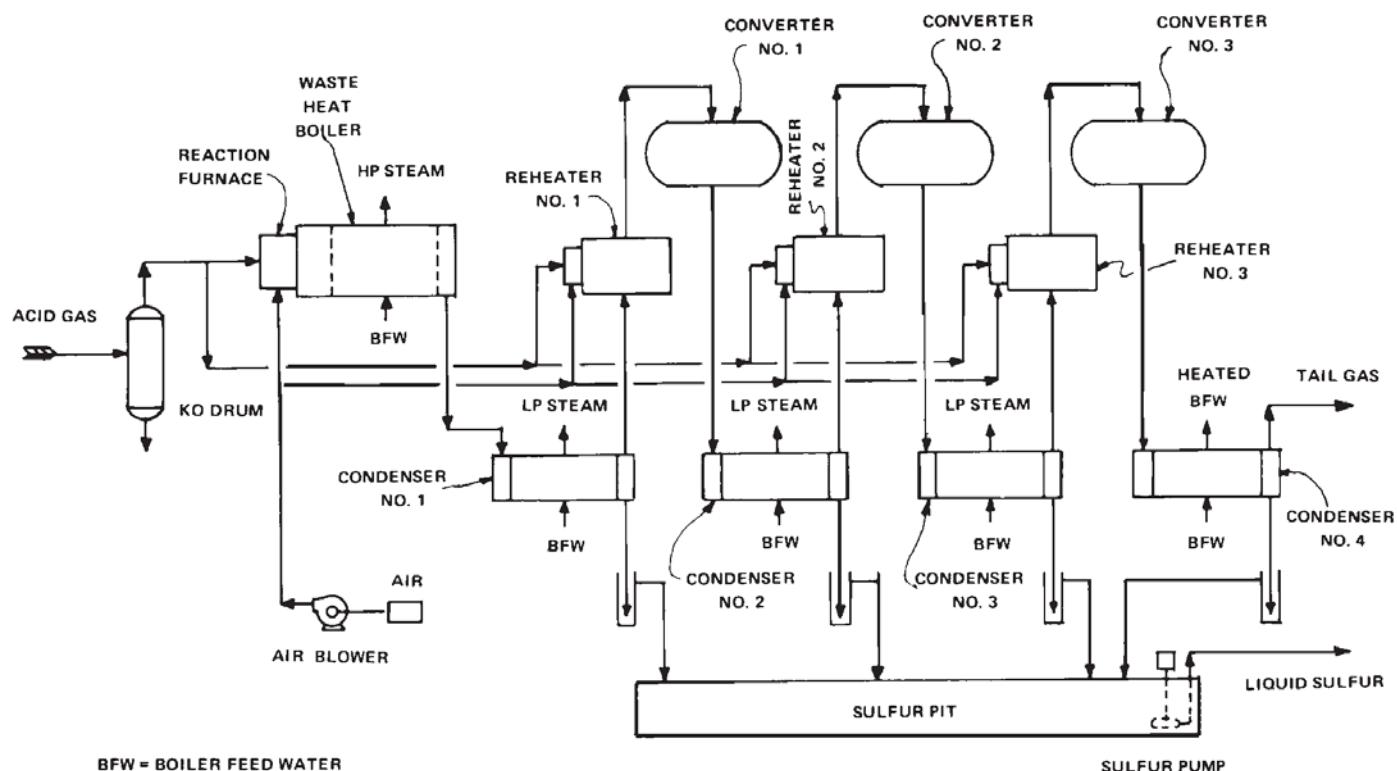 CONVERTER
NO. 1
CONVERTER
NO. 2
CONVERTER
NO. 3
WASTE
HEAT
BOILER
REACTION
FURNACE
HP STEAM
REHEATER
NO. 1
REHEATER
NO. 2
REHEATER
NO. 3
ACID GAS
BFW
KO DRUM
LP STEAM
LP STEAM
LP STEAM
HEATED
BFW
TAIL GAS
CONDENSER
NO. 1
BFW
BFW
BFW
BFW
CONDENSER
NO. 4
CONDENSER
NO. 2
CONDENSER
NO. 3
AIR
AIR BLOWER
LIQUID SULFUR
SULFUR PIT
BFW = BOILER FEED WATER
SULFUR PUMP